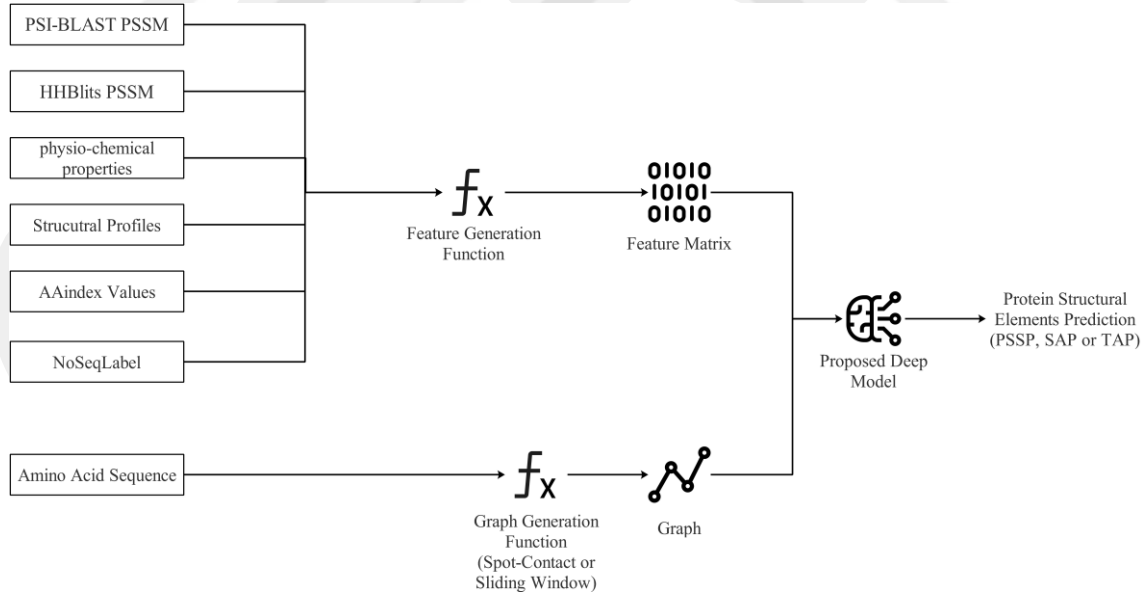 PSI-BLAST PSSM
HHBlits PSSM
physio-chemical
properties
Strucutral Profiles
AAindex Values
NoSeqLabel
Amino Acid Sequence
fx
Feature Generation
Function
01010
10101
01010
Feature Matrix
fx
Graph Generation
Function
(Spot-Contact or
Sliding Window)
Graph
Proposed Deep
Model
Protein Structural
Elements Prediction
(PSSP, SAP or TAP)